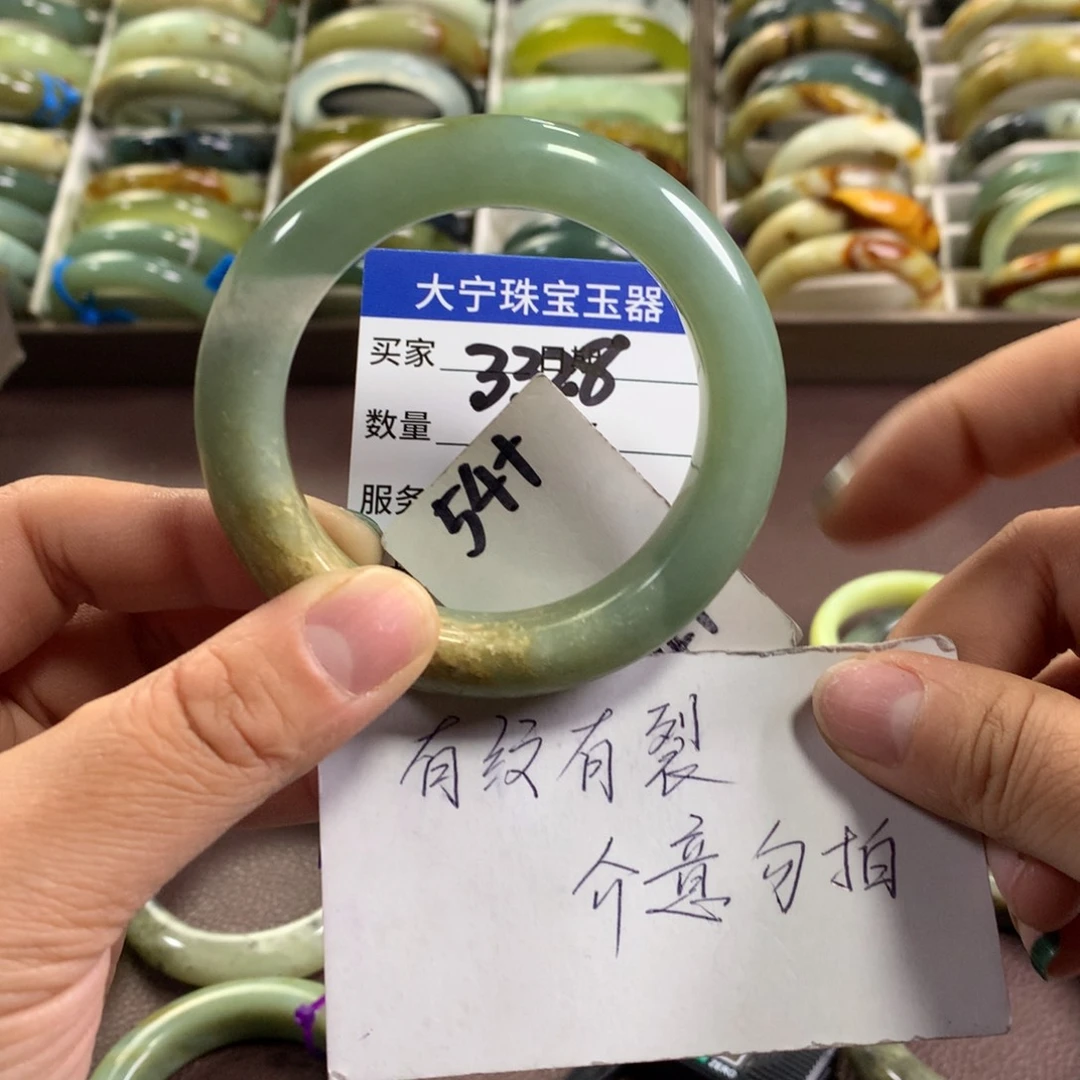 大宁珠宝玉器
买家 3328
数量
服务
54+
有纹有裂
介意勿拍